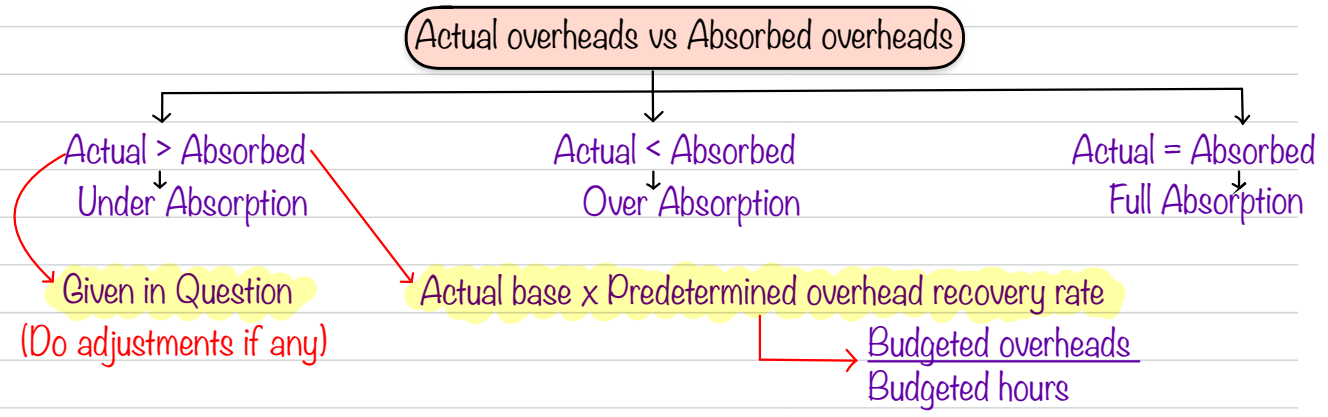 Actual overheads vs Absorbed overheads
Actual > Absorbed
Under Absorption
Actual < Absorbed
Over Absorption
Actual = Absorbed
Full Absorption
Given in Question
(Do adjustments if any)
Actual base x Predetermined overhead recovery rate
Budgeted overheads
Budgeted hours